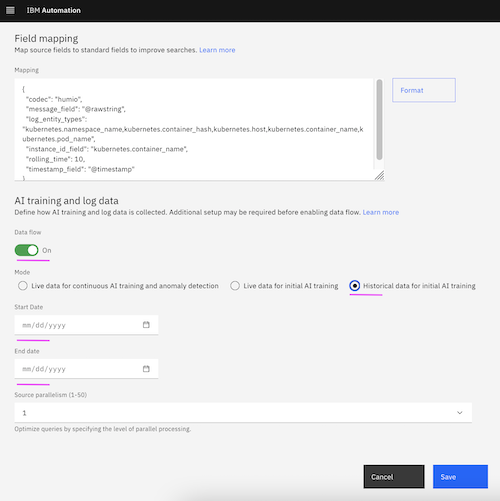 IBM Automation
Field mapping
Map source fields to standard fields to improve searches. Learn more
Mapping
{
"codec": "humio",
"message_field": "@rawstring",
"log_entity_types":
"kubernetes.namespace_name,kubernetes.container_hash,kubernetes.host,kubernetes.container_name,k
ubernetes.pod_name",
"instance_id_field": "kubernetes.container_name",
"rolling_time": 10,
"timestamp_field": "@timestamp"
}
Format
AI training and log data
Define how AI training and log data is collected. Additional setup may be required before enabling data flow. Learn more
Data flow
On
Mode
Live data for continuous AI training and anomaly detection
Live data for initial AI training
Historical data for initial AI training
Start Date
mm/dd/yyyy
End date
mm/dd/yyyy
Source parallelism (1-50)
1
Optimize queries by specifying the level of parallel processing.
Cancel
Save